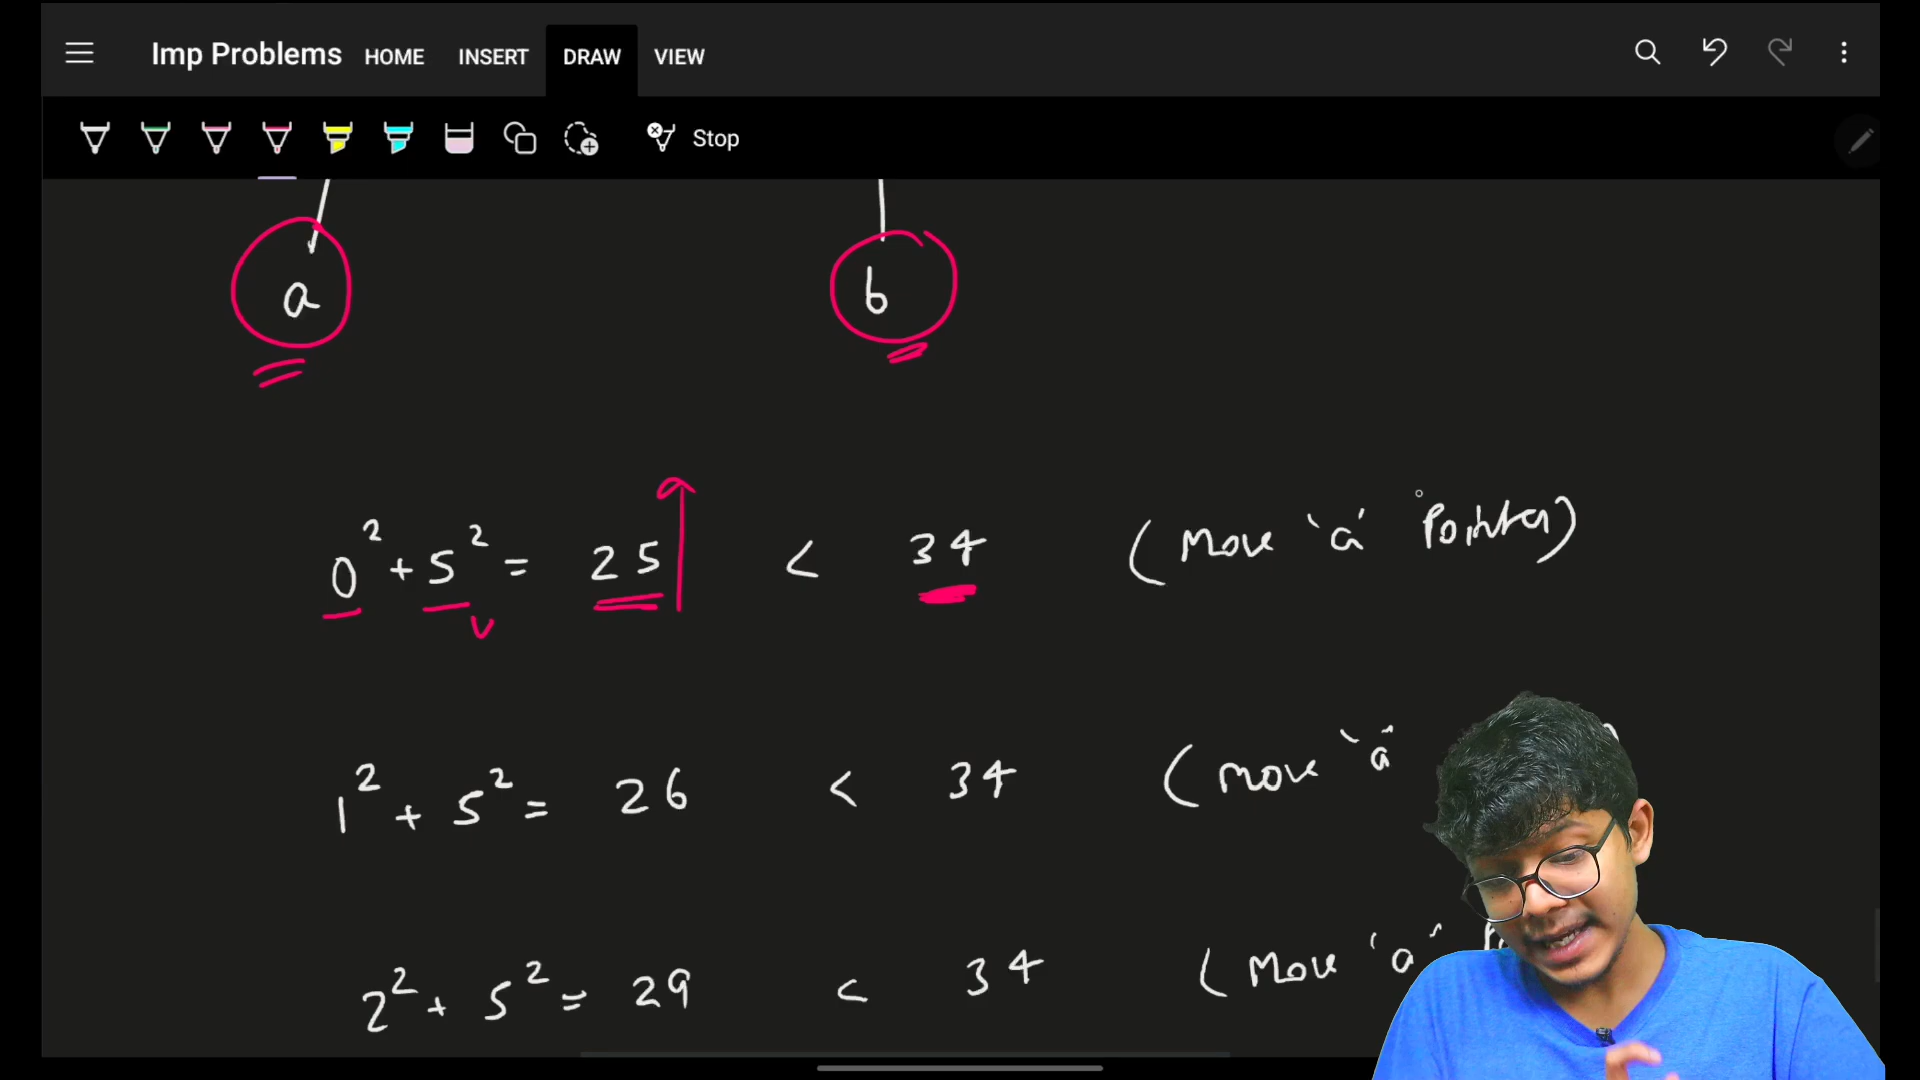 Imp Problems HOME INSERT DRAW VIEW
Stop
a b
0² + 5² = 25 < 34 (Move 'a' Pointer)
1² + 5² = 26 < 34 (Move 'a'
2² + 5² = 29 < 34 (Move 'a'